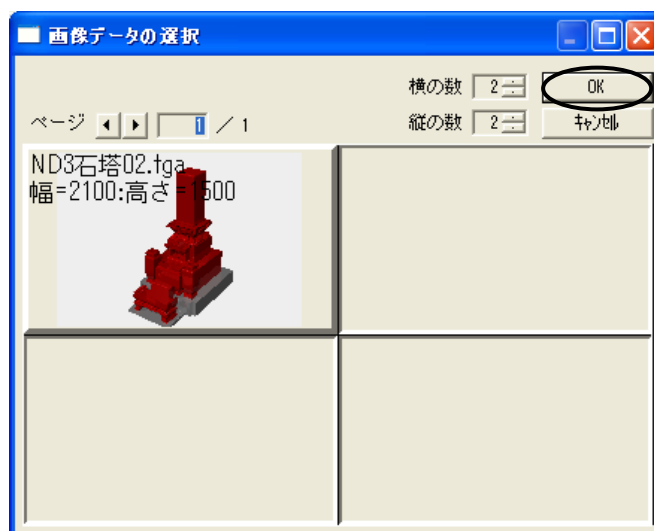 画像データの選択
横の数 2 OK
ページ 1 / 1 縦の数 2 キャンセル
ND3石塔02.tga
幅=2100:高さ=1500